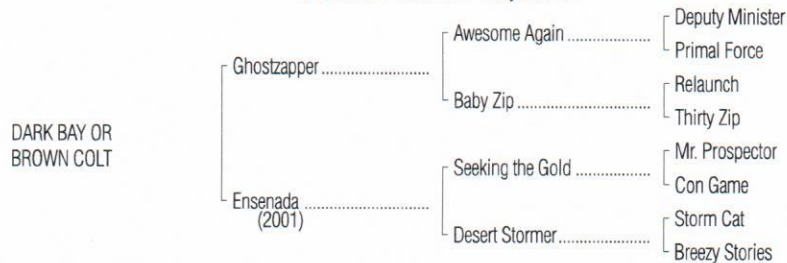 DARK BAY OR
BROWN COLT
Ghostzapper
Ensenada
(2001)
Awesome Again
Baby Zip
Seeking the Gold
Desert Stormer
Deputy Minister
Primal Force
Relaunch
Thirty Zip
Mr. Prospector
Con Game
Storm Cat
Breezy Stories